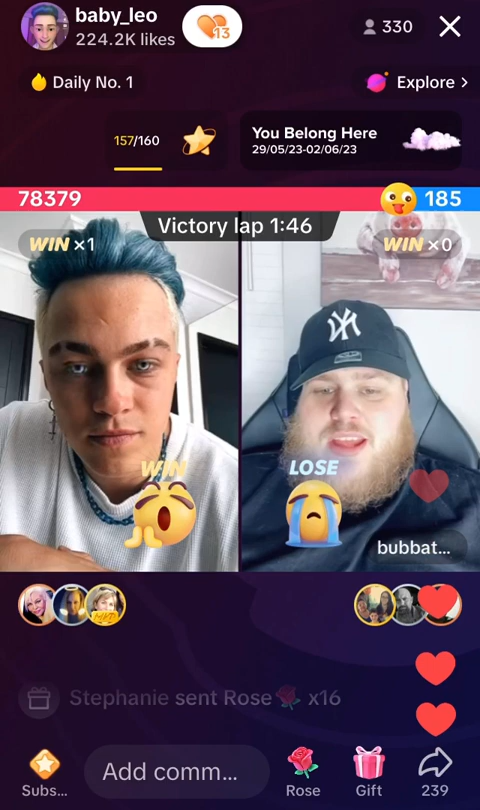 baby_leo
224.2K likes
13
330
Daily No. 1
Explore >
157/160
You Belong Here
29/05/23-02/06/23
78379
185
Victory lap 1:46
WIN ×1
WIN ×0
NY
WIN
LOSE
bubbat...
Stephanie sent Rose x16
Subs...
Add comm...
Rose
Gift
239